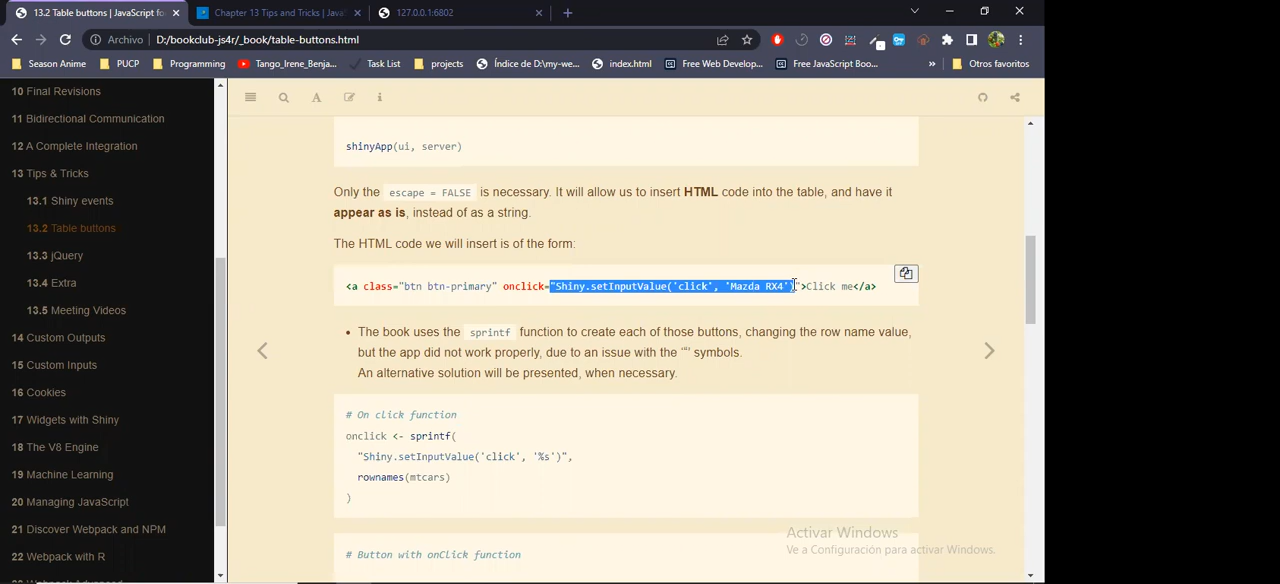 13.2 Table buttons | JavaScript fo
Chapter 13 Tips and Tricks | Java
127.0.0.1:6802
Archivo
D:/bookclub-js4r/_book/table-buttons.html
Season Anime
PUCP
Programming
Tango_Irene_Benja...
Task List
projects
Índice de D:\my-we...
index.html
Free Web Develop...
Free JavaScript Boo...
»
Otros favoritos
10 Final Revisions
11 Bidirectional Communication
12 A Complete Integration
13 Tips & Tricks
13.1 Shiny events
13.2 Table buttons
13.3 jQuery
13.4 Extra
13.5 Meeting Videos
14 Custom Outputs
15 Custom Inputs
16 Cookies
17 Widgets with Shiny
18 The V8 Engine
19 Machine Learning
20 Managing JavaScript
21 Discover Webpack and NPM
22 Webpack with R
shinyApp(ui, server)
Only the escape = FALSE is necessary. It will allow us to insert HTML code into the table, and have it
appear as is, instead of as a string.
The HTML code we will insert is of the form:
<a class="btn btn-primary" onclick="Shiny.setInputValue('click', 'Mazda RX4')">Click me</a>
• The book uses the sprintf function to create each of those buttons, changing the row name value,
but the app did not work properly, due to an issue with the “” symbols.
An alternative solution will be presented, when necessary.
# On click function
onclick <- sprintf(
"Shiny.setInputValue('click', '%s')",
rownames(mtcars)
)
# Button with onClick function
Activar Windows
Ve a Configuración para activar Windows.